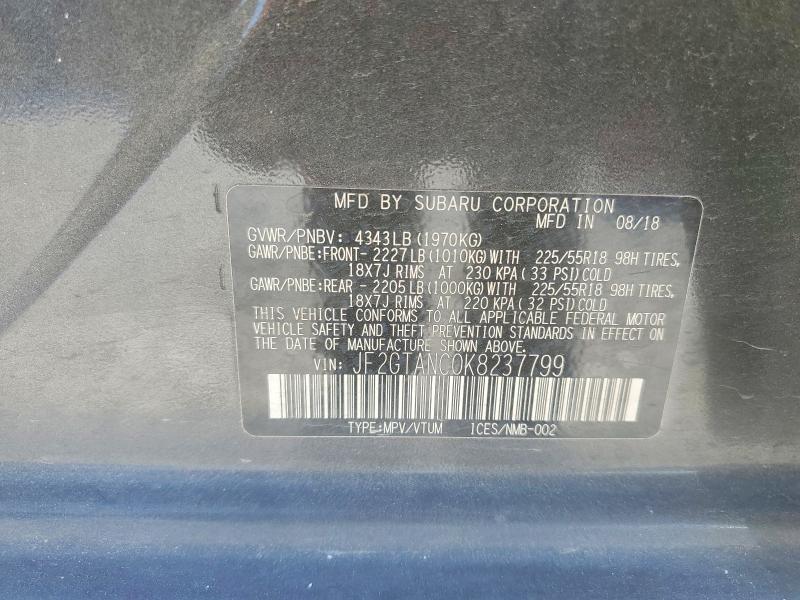 MFD BY SUBARU CORPORATION
MFD IN 08/18
GVWR/PNBV: 4343LB (1970KG)
GAWR/PNBE:FRONT- 2227LB (1010KG) WITH 225/55R18 98H TIRES,
18X7J RIMS AT 230 KPA ( 33 PSI) COLD
GAWR/PNBE:REAR - 2205LB (1000KG) WITH 225/55R18 98H TIRES,
18X7J RIMS AT 220 KPA ( 32 PSI) COLD
THIS VEHICLE CONFORMS TO ALL APPLICABLE FEDERAL MOTOR
VEHICLE SAFETY AND THEFT PREVENTION STANDARDS IN EFFECT
ON THE DATE OF MANUFACTURE SHOWN ABOVE.
VIN: JF2GTANC0K8237799
TYPE:MPV/VTUM ICES/NMB-002